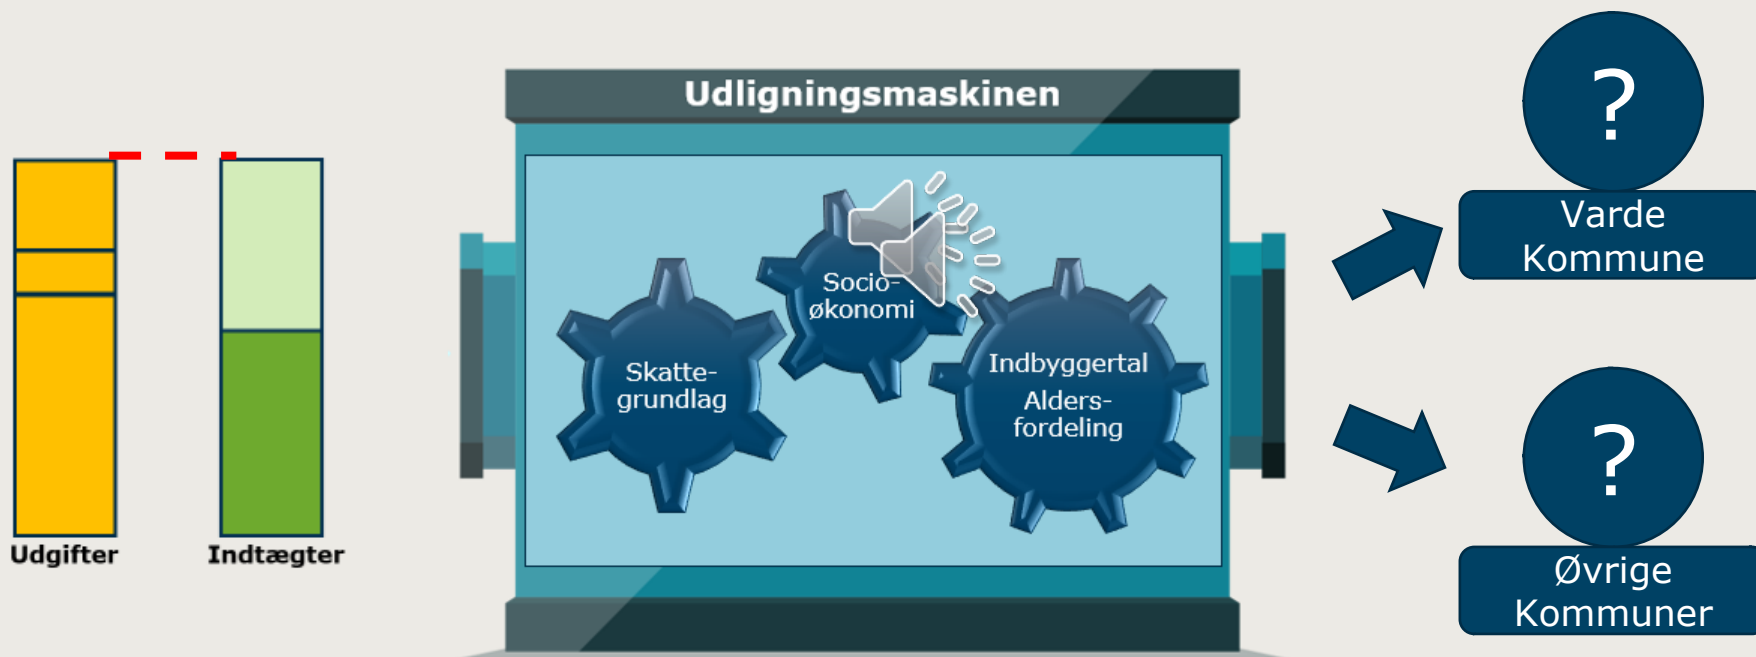 Udligningsmaskinen
Udgifter
Indtægter
Skatte-
grundlag
Socio-
økonomi
Indbyggertal
Alders-
fordeling
?
Varde
Kommune
?
Øvrige
Kommuner